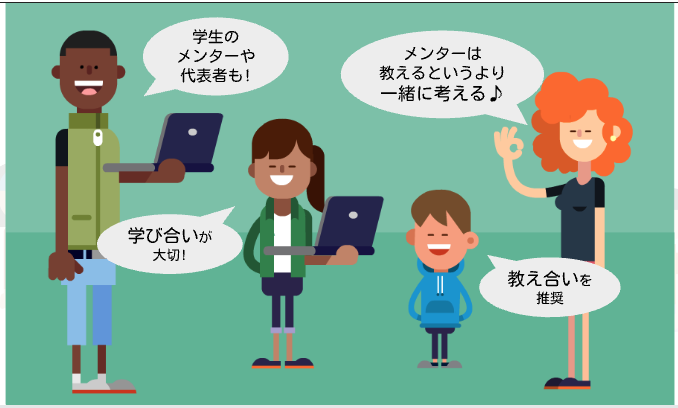 学生の
メンターや
代表者も!
メンターは
教えるというより
一緒に考える♪
学び合いが
大切!
教え合いを
推奨